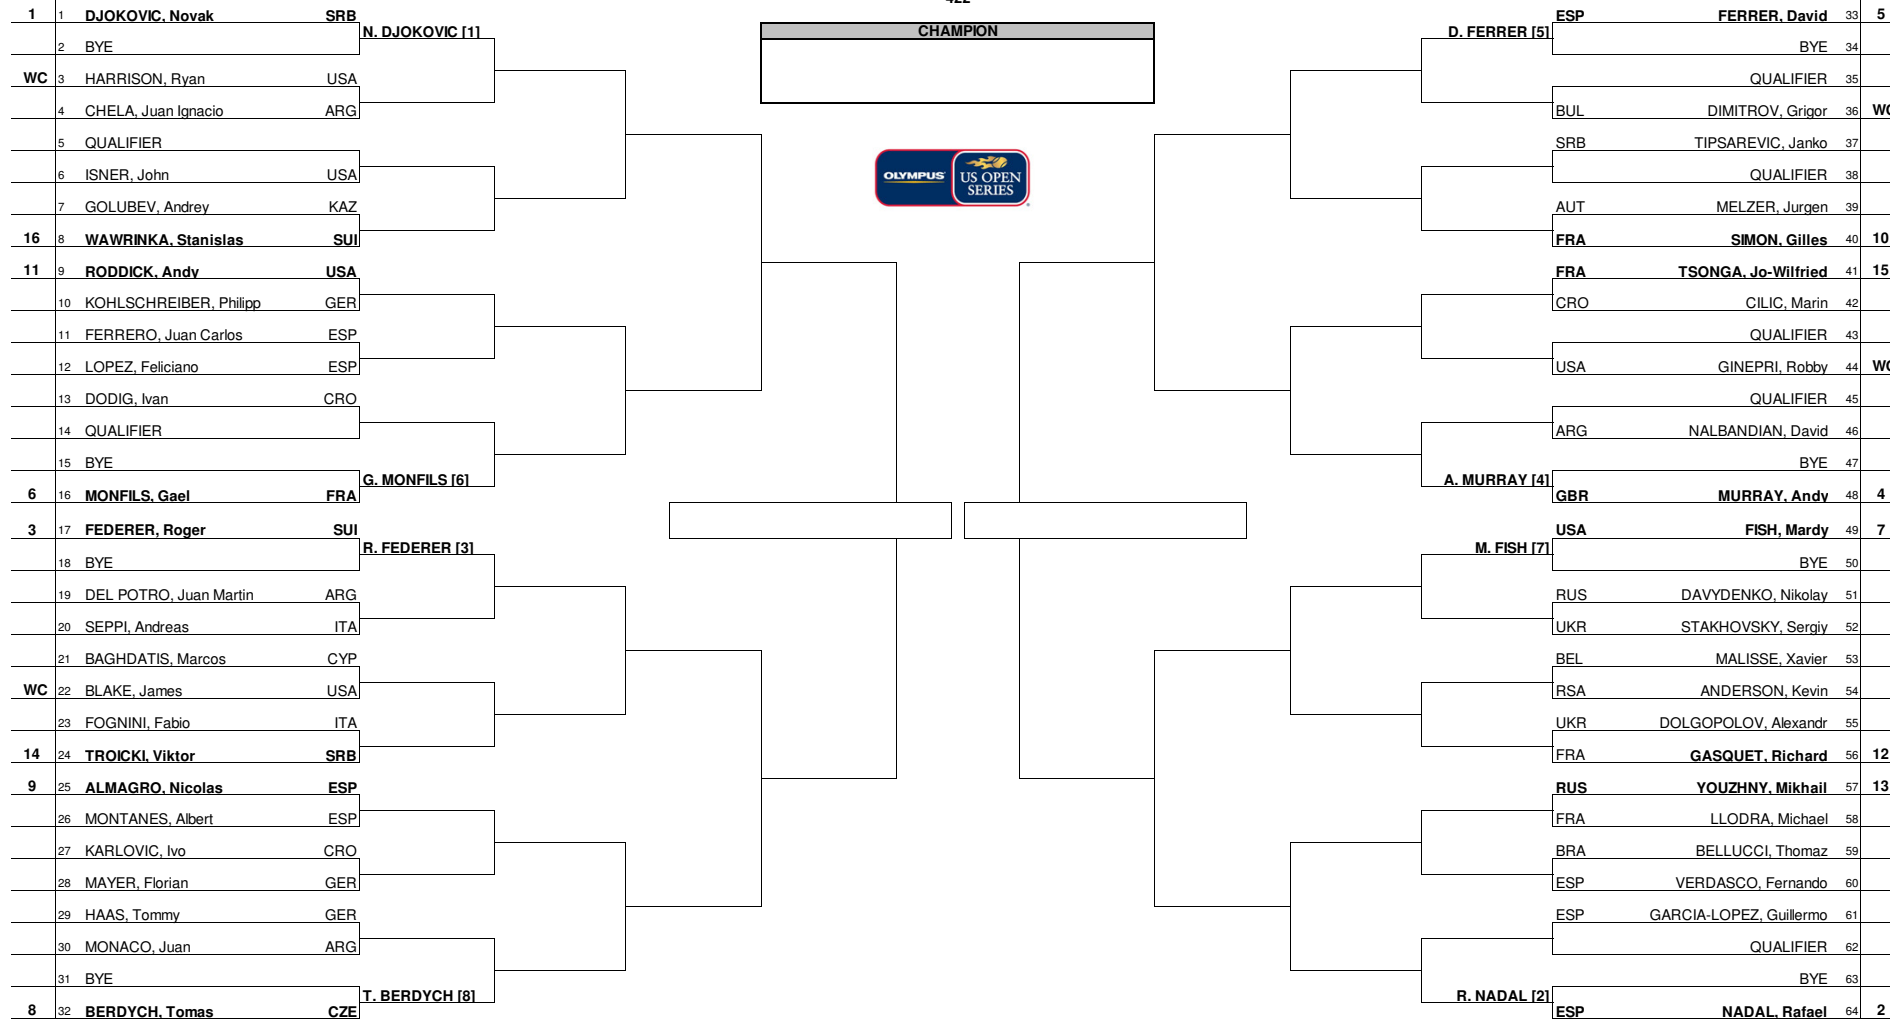 422
1 1 DJOKOVIC, Novak SRB
N. DJOKOVIC [1]
2 BYE
WC 3 HARRISON, Ryan USA
4 CHELA, Juan Ignacio ARG
5 QUALIFIER
6 ISNER, John USA
7 GOLUBEV, Andrey KAZ
16 8 WAWRINKA, Stanislas SUI
11 9 RODDICK, Andy USA
10 KOHLSCHREIBER, Philipp GER
11 FERRERO, Juan Carlos ESP
12 LOPEZ, Feliciano ESP
13 DODIG, Ivan CRO
14 QUALIFIER
15 BYE
G. MONFILS [6]
6 16 MONFILS, Gael FRA
3 17 FEDERER, Roger SUI
R. FEDERER [3]
18 BYE
19 DEL POTRO, Juan Martin ARG
20 SEPPI, Andreas ITA
21 BAGHDATIS, Marcos CYP
WC 22 BLAKE, James USA
23 FOGNINI, Fabio ITA
14 24 TROICKI, Viktor SRB
9 25 ALMAGRO, Nicolas ESP
26 MONTANES, Albert ESP
27 KARLOVIC, Ivo CRO
28 MAYER, Florian GER
29 HAAS, Tommy GER
30 MONACO, Juan ARG
31 BYE
T. BERDYCH [8]
8 32 BERDYCH, Tomas CZE
CHAMPION
OLYMPUS US OPEN
SERIES
ESP FERRER, David 33 5
D. FERRER [5]
BYE 34
QUALIFIER 35
BUL DIMITROV, Grigor 36 WC
SRB TIPSAREVIC, Janko 37
QUALIFIER 38
AUT MELZER, Jurgen 39
FRA SIMON, Gilles 40 10
FRA TSONGA, Jo-Wilfried 41 15
CRO CILIC, Marin 42
QUALIFIER 43
USA GINEPRI, Robby 44 WC
QUALIFIER 45
ARG NALBANDIAN, David 46
BYE 47
A. MURRAY [4]
GBR MURRAY, Andy 48 4
USA FISH, Mardy 49 7
M. FISH [7]
BYE 50
RUS DAVYDENKO, Nikolay 51
UKR STAKHOVSKY, Sergiy 52
BEL MALISSE, Xavier 53
RSA ANDERSON, Kevin 54
UKR DOLGOPOLOV, Alexandr 55
FRA GASQUET, Richard 56 12
RUS YOUZHNY, Mikhail 57 13
FRA LLODRA, Michael 58
BRA BELLUCCI, Thomaz 59
ESP VERDASCO, Fernando 60
ESP GARCIA-LOPEZ, Guillermo 61
QUALIFIER 62
BYE 63
R. NADAL [2]
ESP NADAL, Rafael 64 2